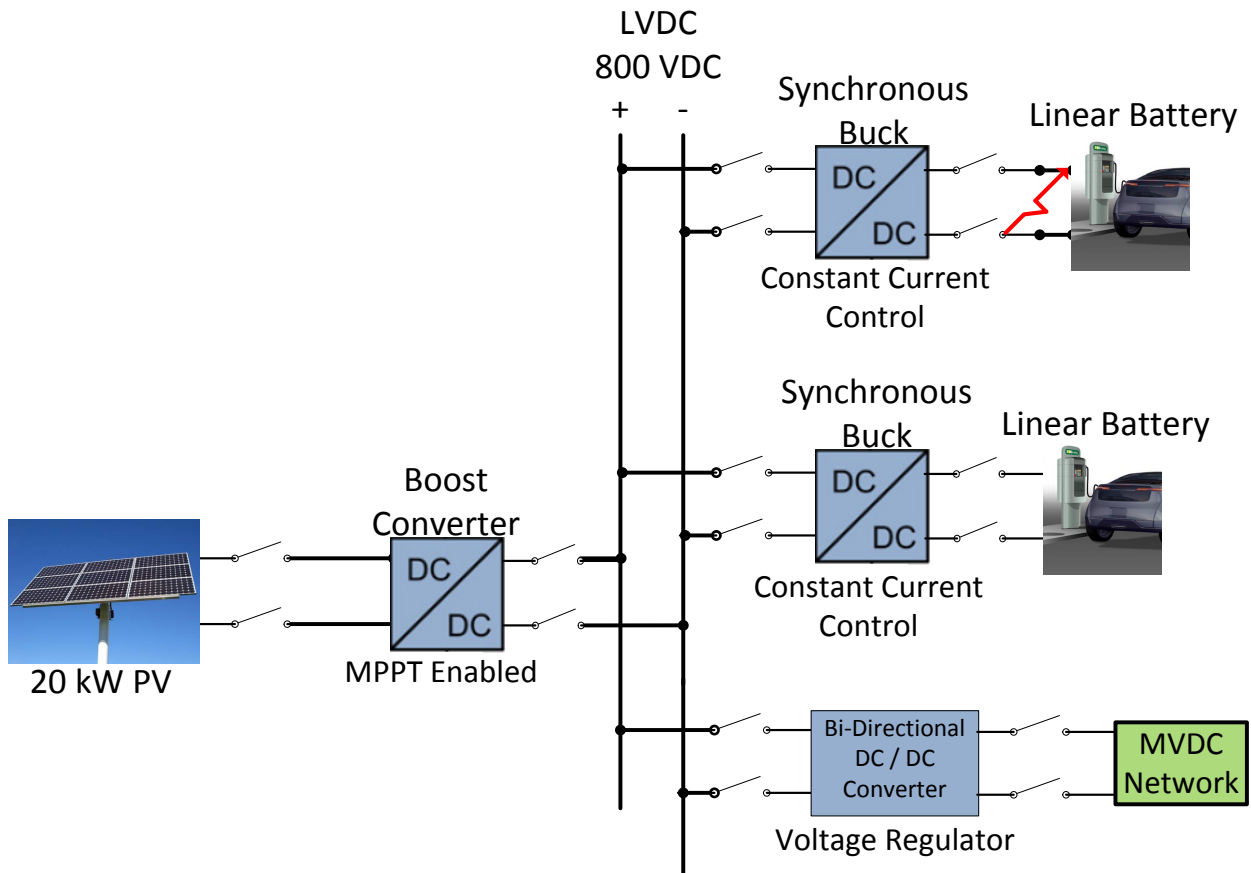 LVDC
800 VDC
+ -
Synchronous
Buck
Linear Battery
DC
DC
Constant Current
Control
Synchronous
Buck
Linear Battery
DC
DC
Constant Current
Control
Boost
Converter
DC
DC
MPPT Enabled
20 kW PV
Bi-Directional
DC / DC
Converter
Voltage Regulator
MVDC
Network